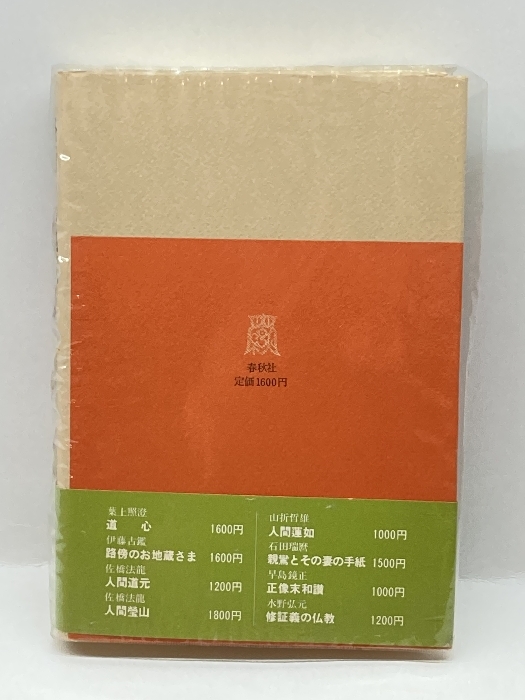 春秋社
定価1600円
葉上照澄
道 心 1600円
伊藤古鑑
路傍のお地蔵さま 1600円
佐橋法龍
人間道元 1200円
佐橋法龍
人間瑩山 1800円
山折哲雄
人間蓮如 1000円
石田瑞麿
親鸞とその妻の手紙 1500円
早島鏡正
正像末和讃 1000円
水野弘元
修証義の仏教 1200円